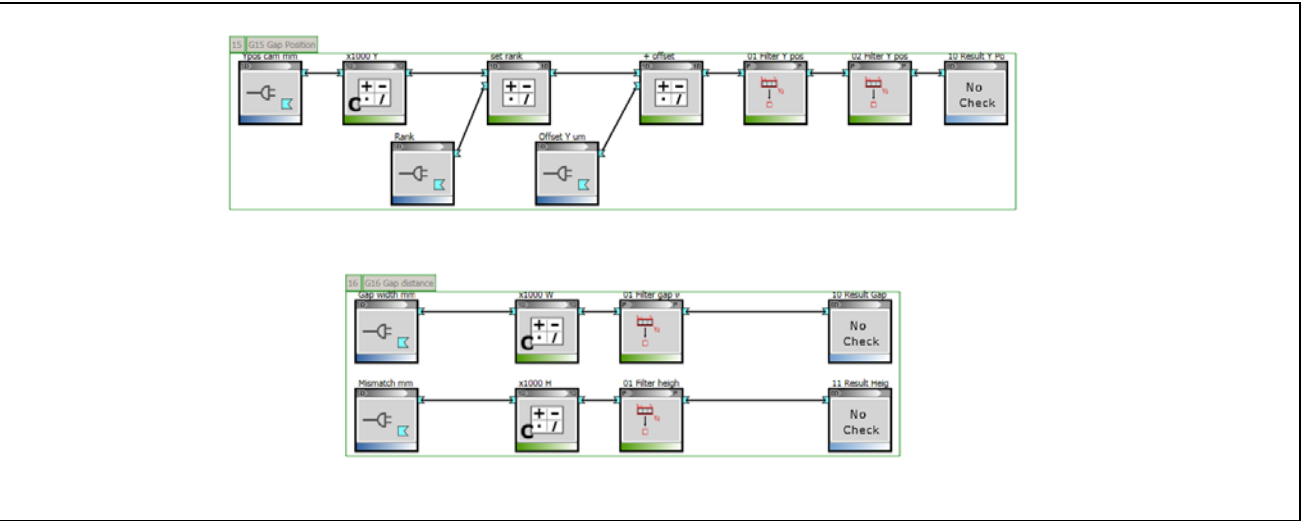 15 G15 Gap Position
Ypos cam mm
x1000 Y
set rank
+ offset
01 Filter Y pos
02 Filter Y pos
10 Result Y Po
No
Check
Rank
Offset Y um
16 G16 Gap distance
Gap width mm
x1000 W
01 Filter gap
10 Result Gap
C
No
Check
Mismatch mm
x1000 H
01 Filter heigh
11 Result Heig
C
No
Check